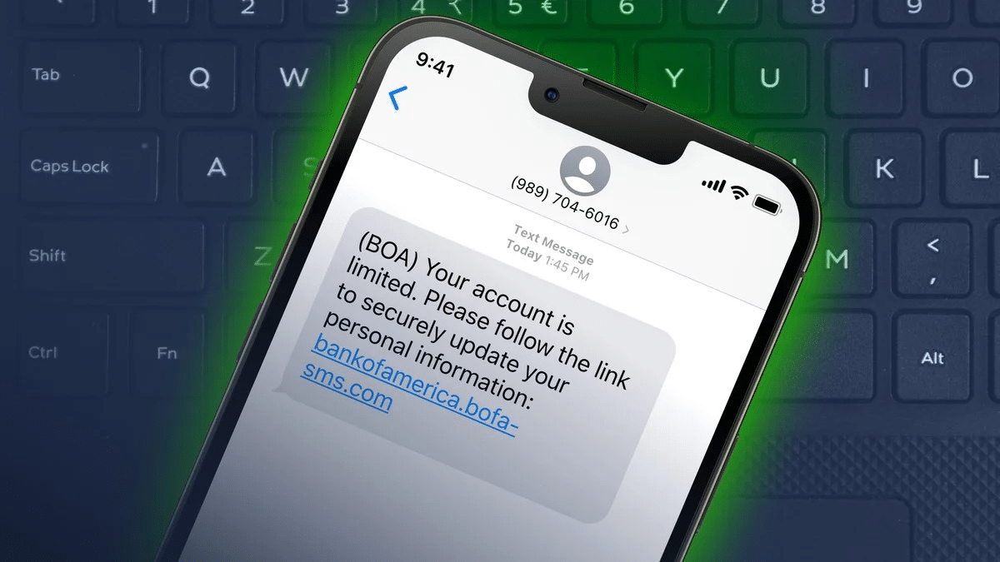 1 2 3 4 ₹ 5 € 6 7 8 9
Tab Q W Y U I O
Caps Lock A S K L
Shift Z M <
,
Ctrl Fn Alt
9:41
(989) 704-6016 >
Text Message
Today 1:45 PM
(BOA) Your account is
limited. Please follow the link
to securely update your
personal information:
bankofamerica.bofa-
sms.com